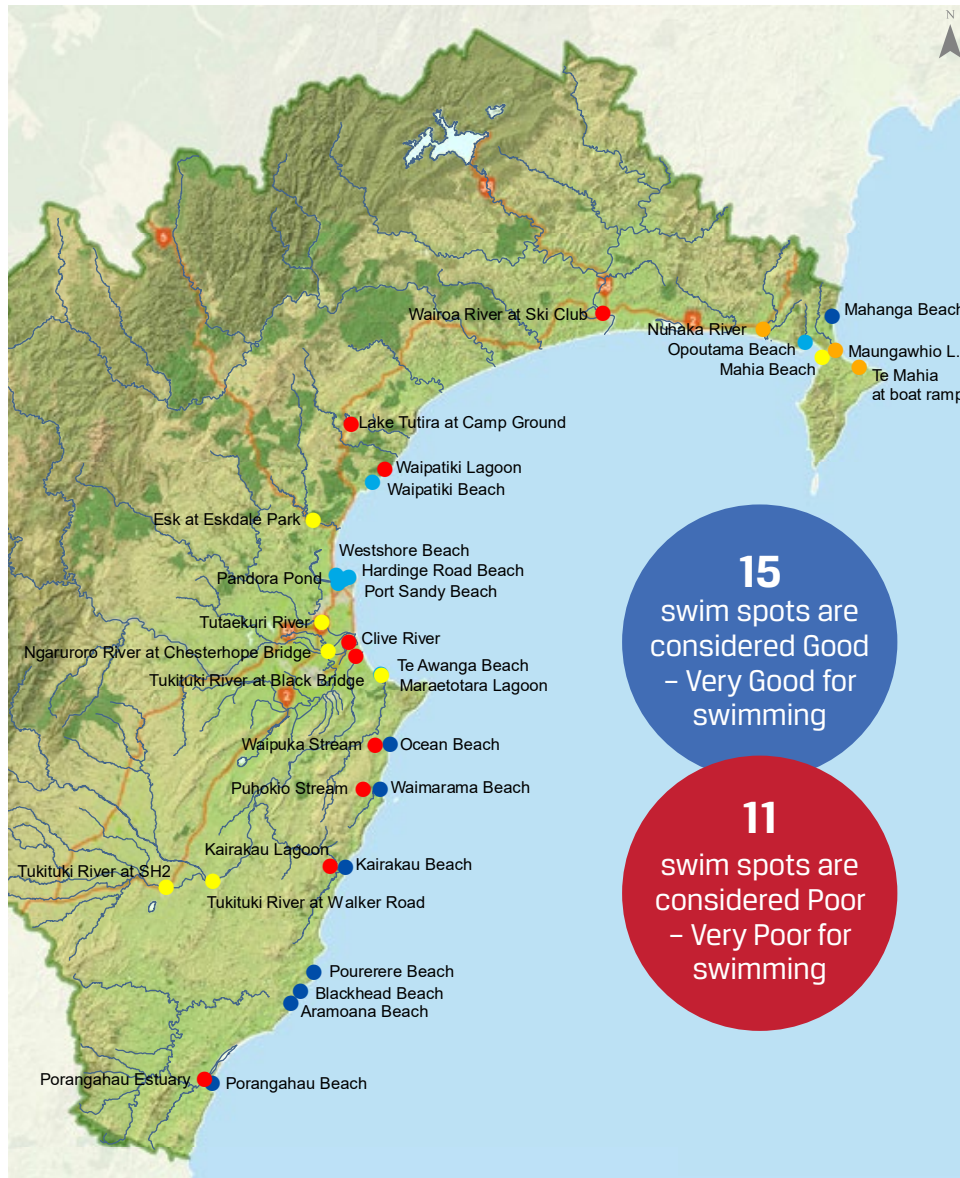 N
38
5
Wairoa River at Ski Club
2
Nuhaka River
Mahanga Beach
Opoutama Beach
Maungawhio L.
Mahia Beach
Te Mahia
at boat ramp
Lake Tutira at Camp Ground
Waipatiki Lagoon
Waipatiki Beach
Esk at Eskdale Park
Westshore Beach
Hardinge Road Beach
Pandora Pond
Port Sandy Beach
Tutaekuri River
Clive River
Ngaruroro River at Chesterhope Bridge
Te Awanga Beach
Tukituki River at Black Bridge
Maraetotara Lagoon
2
Waipuka Stream
Ocean Beach
Puhokio Stream
Waimarama Beach
Kairakau Lagoon
Kairakau Beach
Tukituki River at SH2
Tukituki River at Walker Road
Pourerere Beach
Blackhead Beach
Aramoana Beach
Porangahau Estuary
Porangahau Beach
15
swim spots are
considered Good
– Very Good for
swimming
11
swim spots are
considered Poor
– Very Poor for
swimming